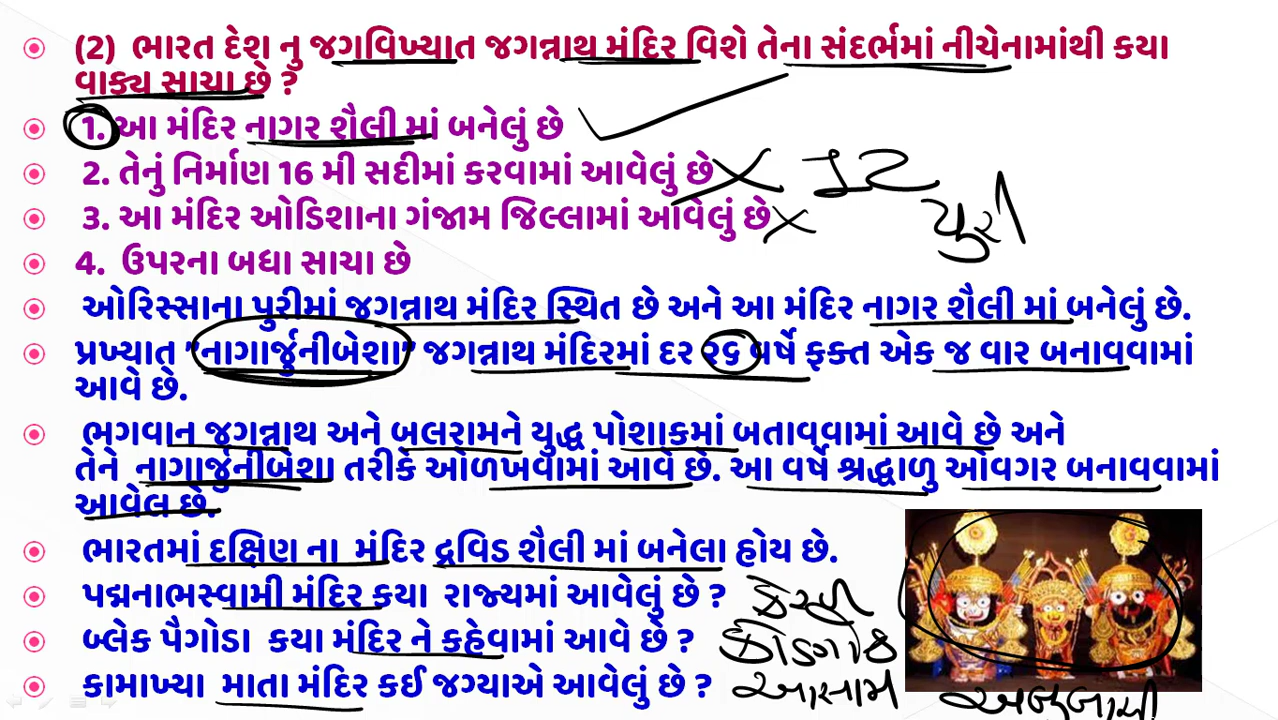 (2) ભારત દેશ નુ જગવિખ્યાત જગન્નાથ મંદિર વિશે તેના સંદર્ભમાં નીચેનામાંથી કયા
વાક્ય સાચા છે ?
1. આ મંદિર નાગર શૈલી માં બનેલું છે
2. તેનું નિર્માણ 16 મી સદીમાં કરવામાં આવેલું છે
12
3. આ મંદિર ઓડિશાના ગંજામ જિલ્લામાં આવેલું છે
પુરી
4. ઉપરના બધા સાચા છે
ઓરિસ્સાના પુરીમાં જગન્નાથ મંદિર સ્થિત છે અને આ મંદિર નાગર શૈલી માં બનેલું છે.
પ્રખ્યાત "નાગાર્જુનીબેશા" જગન્નાથ મંદિરમાં દર ૨૬ વર્ષે ફક્ત એક જ વાર બનાવવામાં
આવે છે.
ભગવાન જગન્નાથ અને બલરામને યુદ્ધ પોશાકમાં બતાવવામાં આવે છે અને
તેને નાગાર્જુનીબેશા તરીકે ઓળખવામાં આવે છે. આ વર્ષે શ્રદ્ધાળુ ઓવગર બનાવવામાં
આવેલ છે.
ભારતમાં દક્ષિણ ના મંદિર દ્રવિડ શૈલી માં બનેલા હોય છે.
પદ્મનાભસ્વામી મંદિર કયા રાજ્યમાં આવેલું છે ? કેરળ
બ્લેક પૈગોડા કયા મંદિર ને કહેવામાં આવે છે ? કોણાર્ક
કામાખ્યા માતા મંદિર કઈ જગ્યાએ આવેલું છે ? આસામ